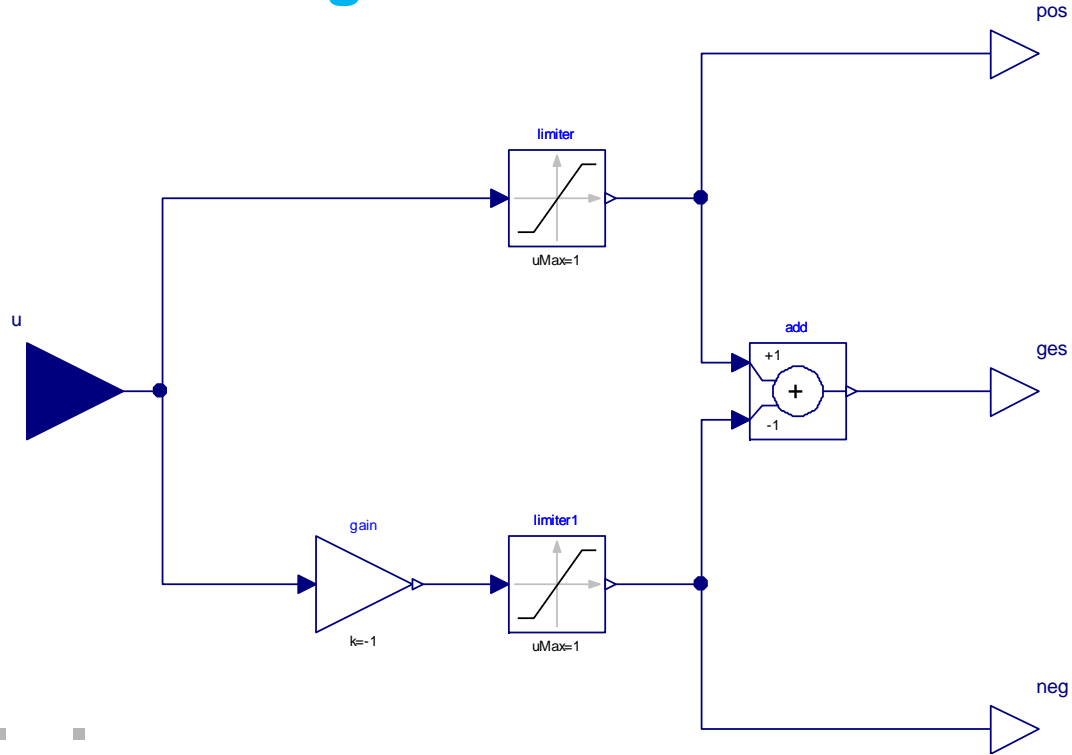 pos
limiter
uMax=1
u
add
+1
+
-1
ges
gain
k=-1
limiter1
uMax=1
neg